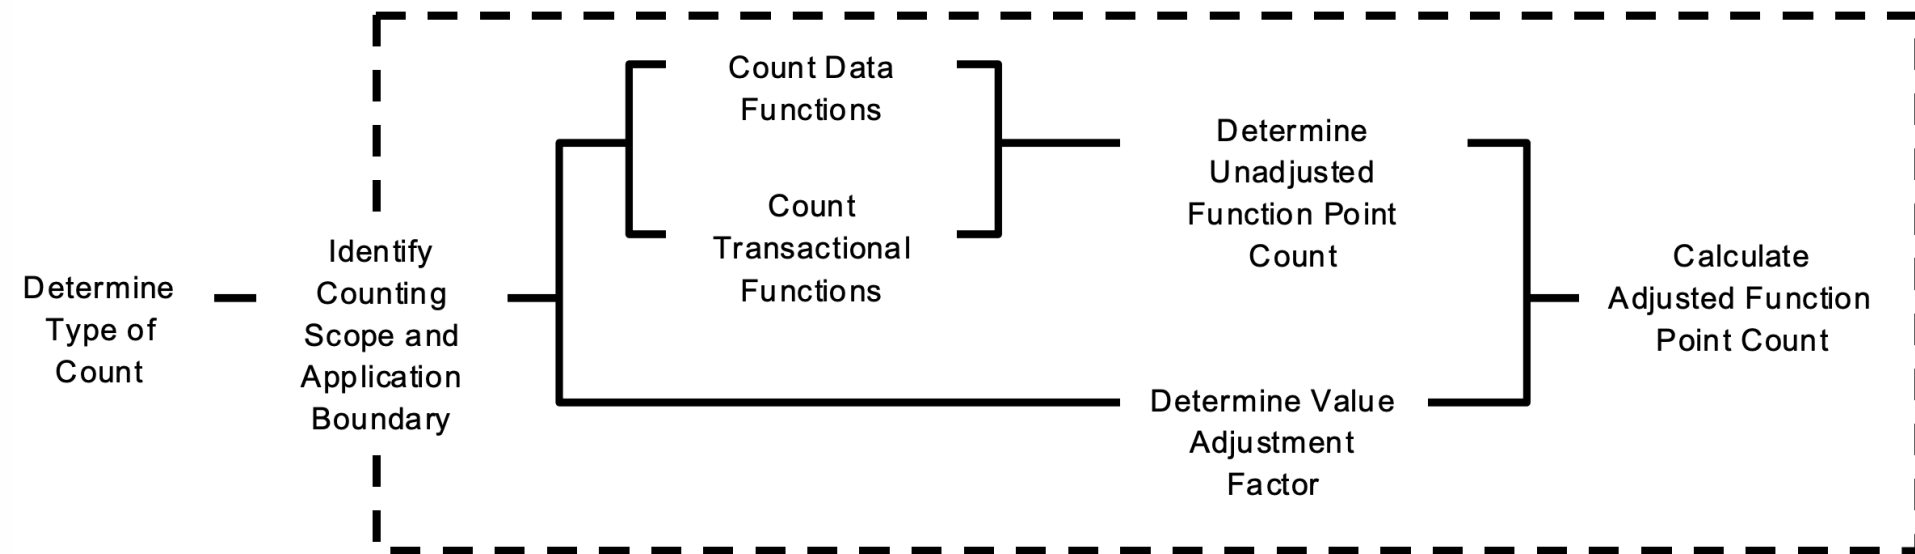 Determine
Type of
Count
Identify
Counting
Scope and
Application
Boundary
Count Data
Functions
Count
Transactional
Functions
Determine
Unadjusted
Function Point
Count
Determine Value
Adjustment
Factor
Calculate
Adjusted Function
Point Count